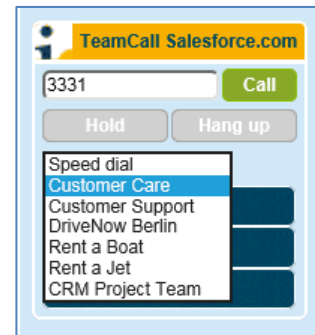 TeamCall Salesforce.com
3331 Call
Hold Hang up
Speed dial
Customer Care
Customer Support
DriveNow Berlin
Rent a Boat
Rent a Jet
CRM Project Team